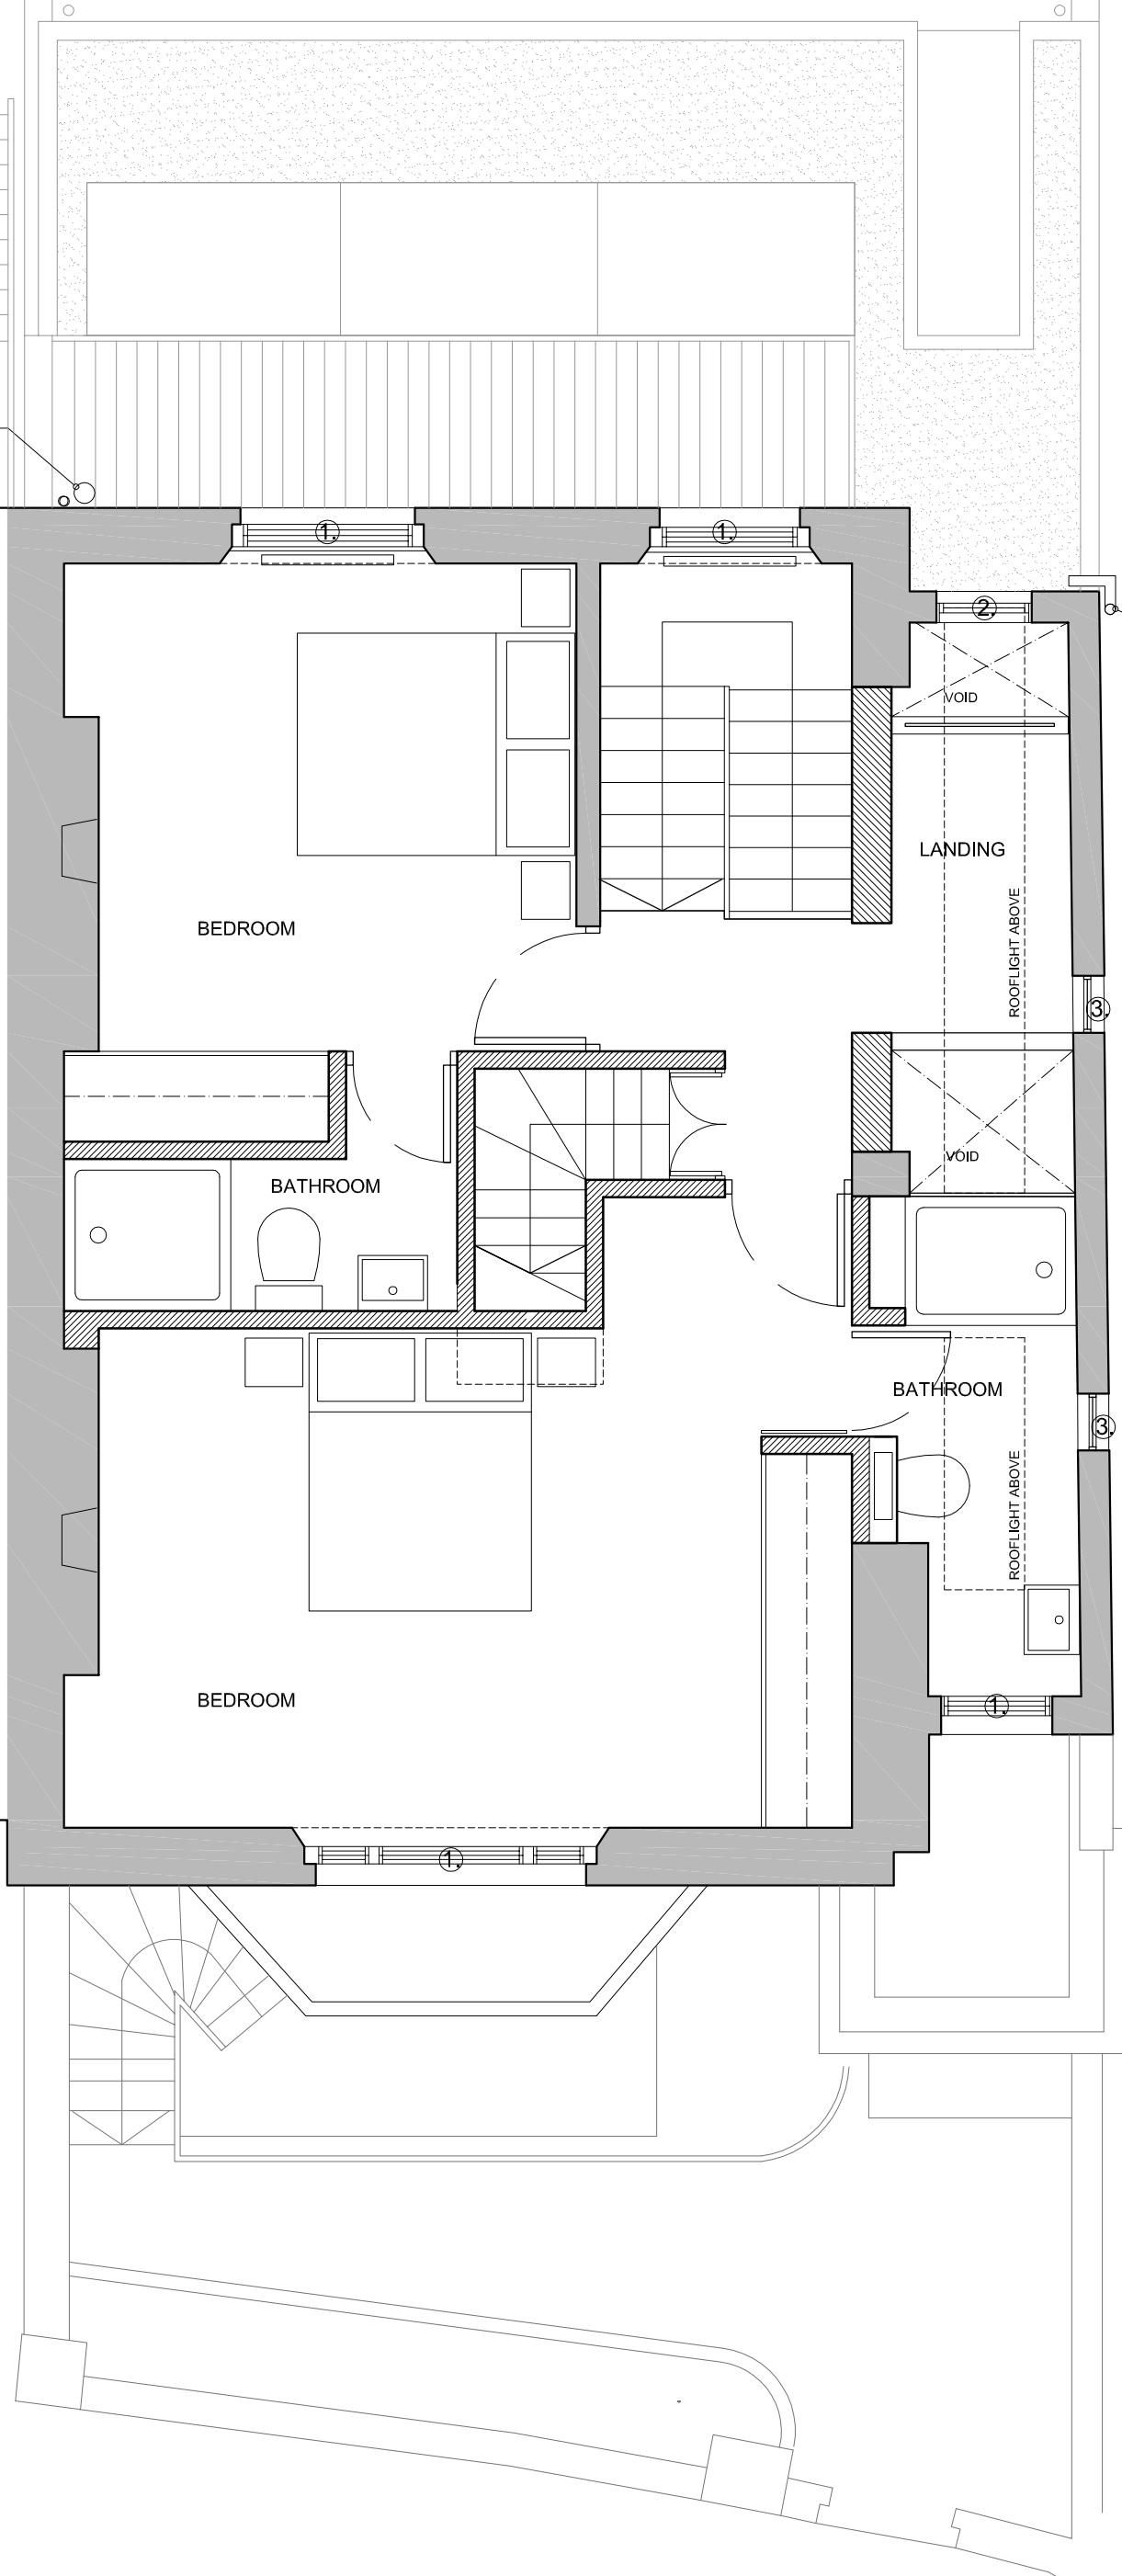 1.
1.
2.
VOID
LANDING
ROOFLIGHT ABOVE
BEDROOM
3.
VOID
BATHROOM
BATHROOM
3.
ROOFLIGHT ABOVE
BEDROOM
1.
1.